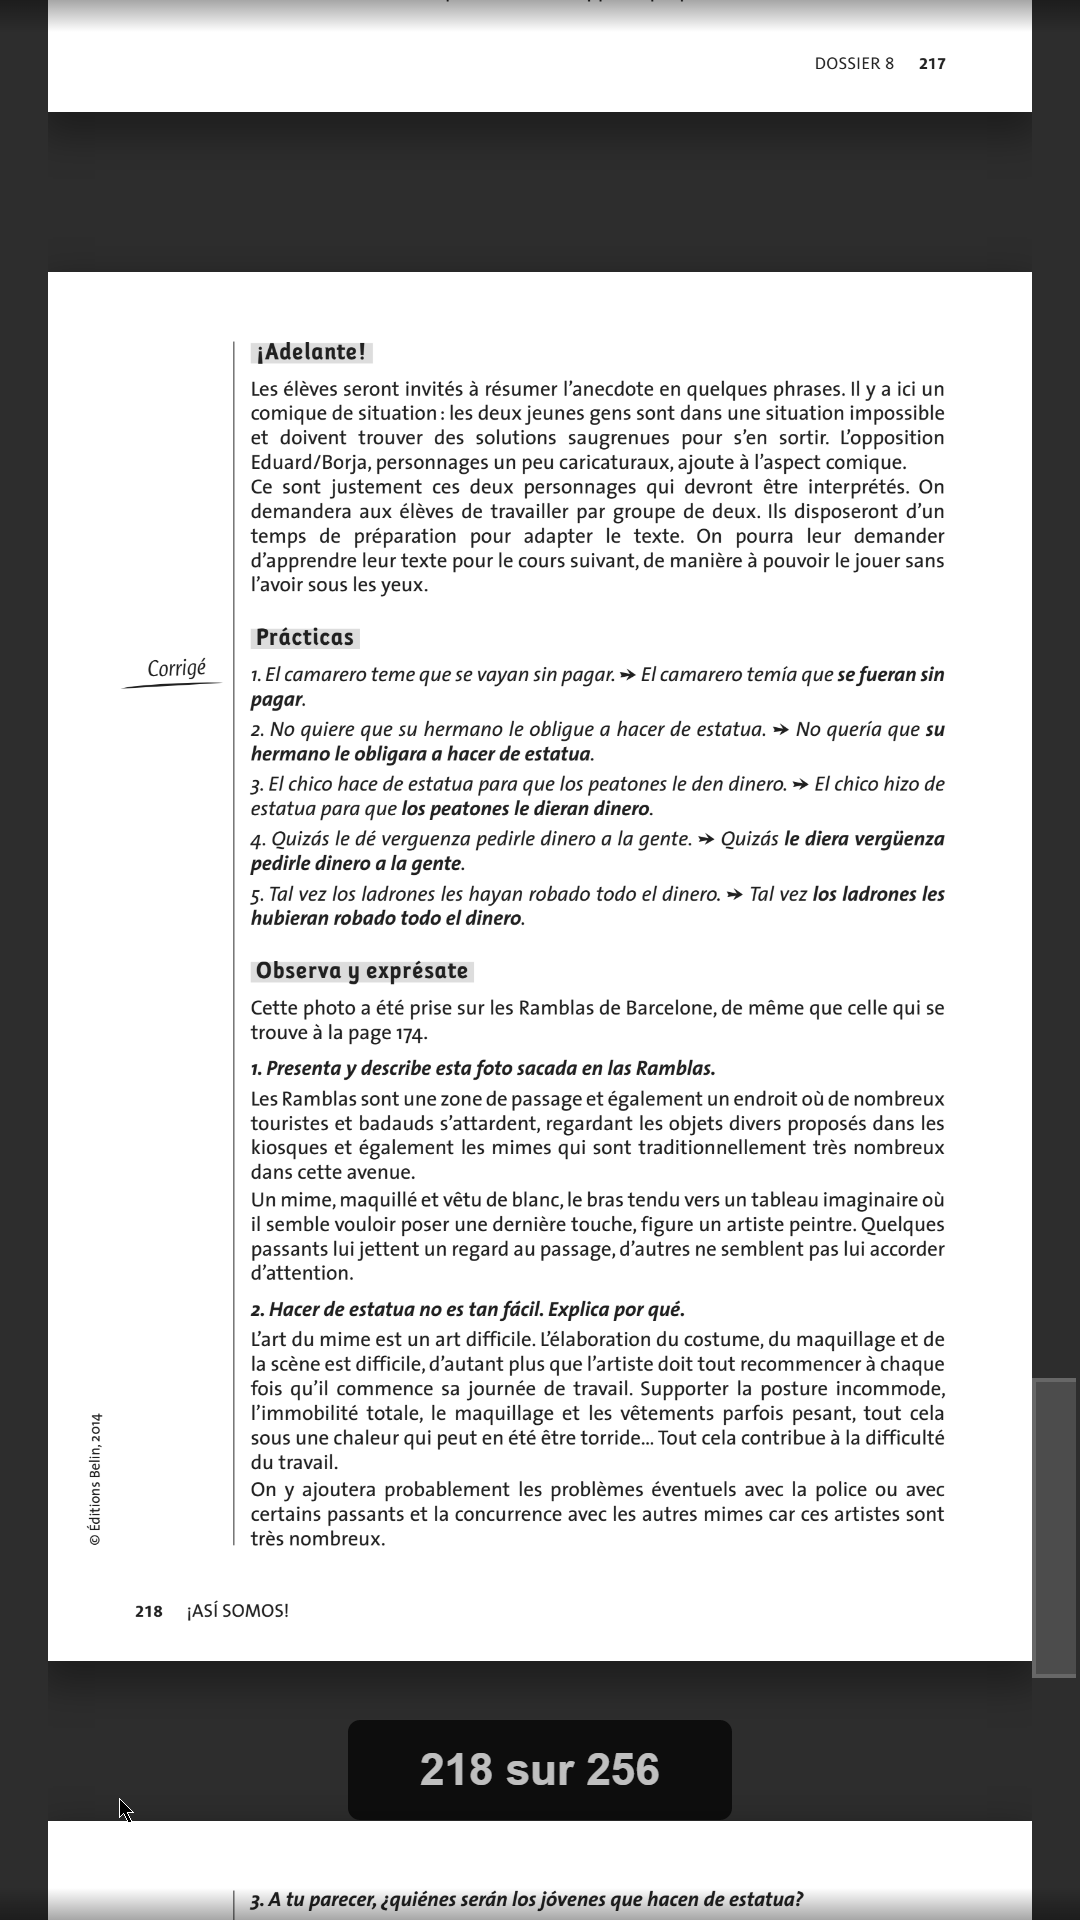 DOSSIER 8 217
¡Adelante!
Les élèves seront invités à résumer l’anecdote en quelques phrases. Il y a ici un
comique de situation : les deux jeunes gens sont dans une situation impossible
et doivent trouver des solutions saugrenues pour s’en sortir. L’opposition
Eduard/Borja, personnages un peu caricaturaux, ajoute à l’aspect comique.
Ce sont justement ces deux personnages qui devront être interprétés. On
demandera aux élèves de travailler par groupe de deux. Ils disposeront d’un
temps de préparation pour adapter le texte. On pourra leur demander
d’apprendre leur texte pour le cours suivant, de manière à pouvoir le jouer sans
l’avoir sous les yeux.
Prácticas
Corrigé
1. El camarero teme que se vayan sin pagar. ➔ El camarero temía que se fueran sin
pagar.
2. No quiere que su hermano le obligue a hacer de estatua. ➔ No quería que su
hermano le obligara a hacer de estatua.
3. El chico hace de estatua para que los peatones le den dinero. ➔ El chico hizo de
estatua para que los peatones le dieran dinero.
4. Quizás le dé verguenza pedirle dinero a la gente. ➔ Quizás le diera vergüenza
pedirle dinero a la gente.
5. Tal vez los ladrones les hayan robado todo el dinero. ➔ Tal vez los ladrones les
hubieran robado todo el dinero.
Observa y exprésate
Cette photo a été prise sur les Ramblas de Barcelone, de même que celle qui se
trouve à la page 174.
1. Presenta y describe esta foto sacada en las Ramblas.
Les Ramblas sont une zone de passage et également un endroit où de nombreux
touristes et badauds s’attardent, regardant les objets divers proposés dans les
kiosques et également les mimes qui sont traditionnellement très nombreux
dans cette avenue.
Un mime, maquillé et vêtu de blanc, le bras tendu vers un tableau imaginaire où
il semble vouloir poser une dernière touche, figure un artiste peintre. Quelques
passants lui jettent un regard au passage, d’autres ne semblent pas lui accorder
d’attention.
2. Hacer de estatua no es tan fácil. Explica por qué.
L’art du mime est un art difficile. L’élaboration du costume, du maquillage et de
la scène est difficile, d’autant plus que l’artiste doit tout recommencer à chaque
fois qu’il commence sa journée de travail. Supporter la posture incommode,
l’immobilité totale, le maquillage et les vêtements parfois pesant, tout cela
sous une chaleur qui peut en été être torride... Tout cela contribue à la difficulté
du travail.
On y ajoutera probablement les problèmes éventuels avec la police ou avec
certains passants et la concurrence avec les autres mimes car ces artistes sont
très nombreux.
© Éditions Belin, 2014
218 ¡ASÍ SOMOS!
218 sur 256
3. A tu parecer, ¿quiénes serán los jóvenes que hacen de estatua?